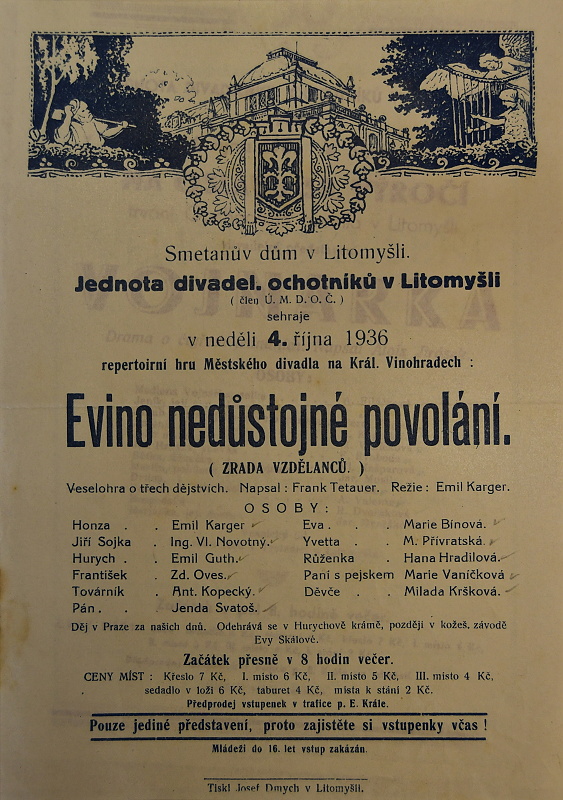 Smetanův dům v Litomyšli.
Jednota divadel. ochotníků v Litomyšli
( člen Ú. M. D. O. Č. )
sehraje
v neděli 4. října 1936
repertoirní hru Městského divadla na Král. Vinohradech :
Evino nedůstojné povolání.
( ZRADA VZDĚLANCŮ. )
Veselohra o třech dějstvích. Napsal : Frank Tetauer. Režie : Emil Karger.
OSOBY:
Honza . . Emil Karger Eva . . . Marie Bínová.
Jiří Sojka . Ing. Vl. Novotný. Yvetta . . M. Přívratská.
Hurych . . Emil Guth. Růženka . Hana Hradilová.
František . Zd. Oves. Paní s pejskem Marie Vaníčková
Továrník . Ant. Kopecký. Děvče . . Milada Kršková.
Pán . . . Jenda Svatoš.
Děj v Praze za našich dnů. Odehrává se v Hurychově krámě, později v kožeš. závodě
Evy Skálové.
Začátek přesně v 8 hodin večer.
CENY MÍST : Křeslo 7 Kč, I. místo 6 Kč, II. místo 5 Kč, III. místo 4 Kč,
sedadlo v loži 6 Kč, taburet 4 Kč, místa k stání 2 Kč.
Předprodej vstupenek v trafice p. E. Krále.
Pouze jediné představení, proto zajistěte si vstupenky včas !
Mládeži do 16. let vstup zakázán.
Tiskl Josef Dmych v Litomyšli.